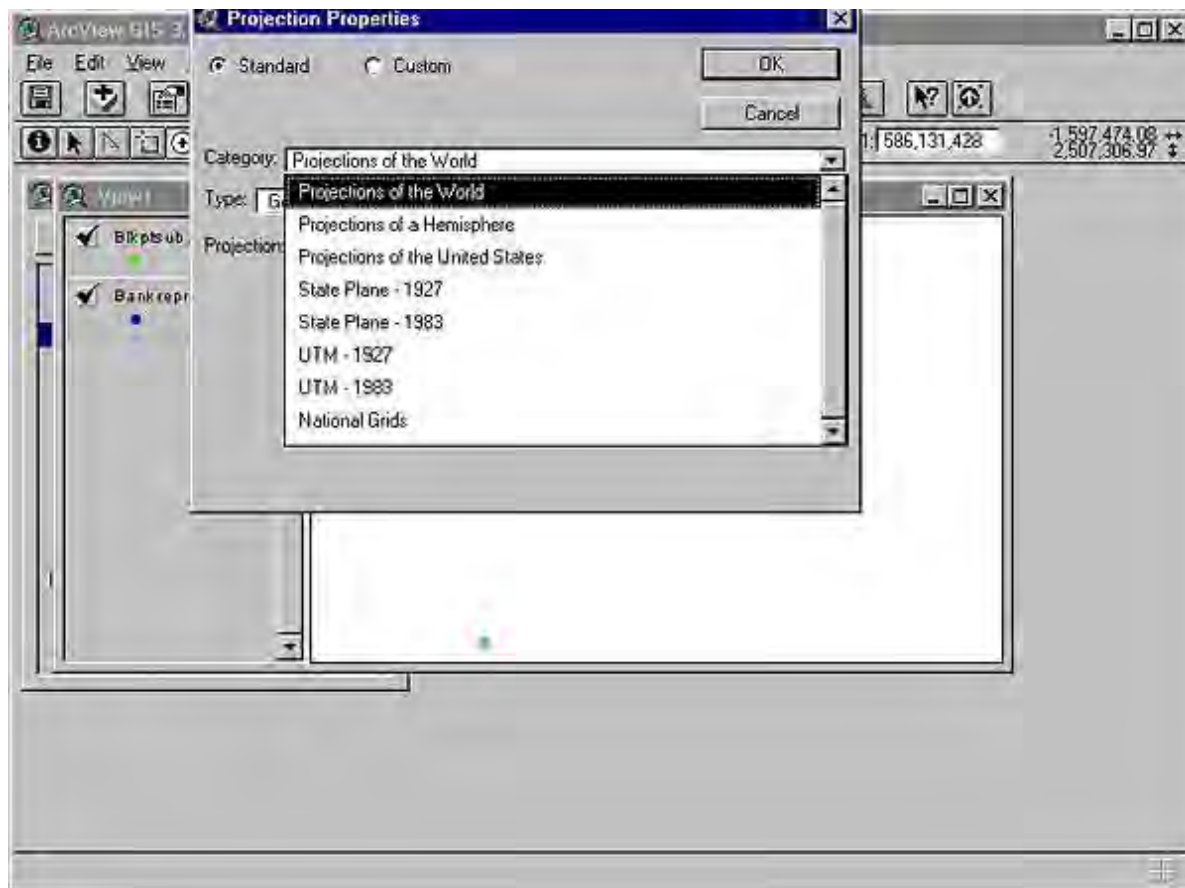 ArcView GIS 3.
Projection Properties
File Edit View
Standard Custom
OK
Cancel
1: 586,131,428
-1,597,474.08
2,507,306.97
Category: Projections of the World
Type:
Projection:
Projections of the World
Projections of a Hemisphere
Projections of the United States
State Plane - 1927
State Plane - 1983
UTM - 1927
UTM - 1983
National Grids
View1
Blkptsub
Bankrepr